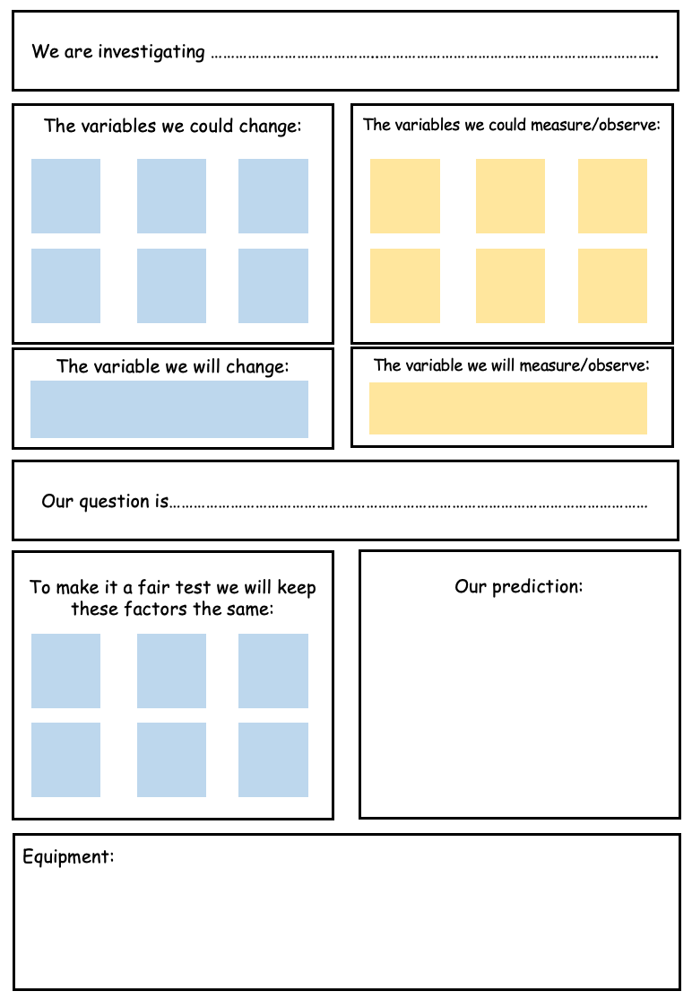 We are investigating …………………………………..…………………………………………………………..
The variables we could change:
The variables we could measure/observe:
The variable we will change:
The variable we will measure/observe:
Our question is……………………………………………………………………………………………………
To make it a fair test we will keep
these factors the same:
Our prediction:
Equipment: